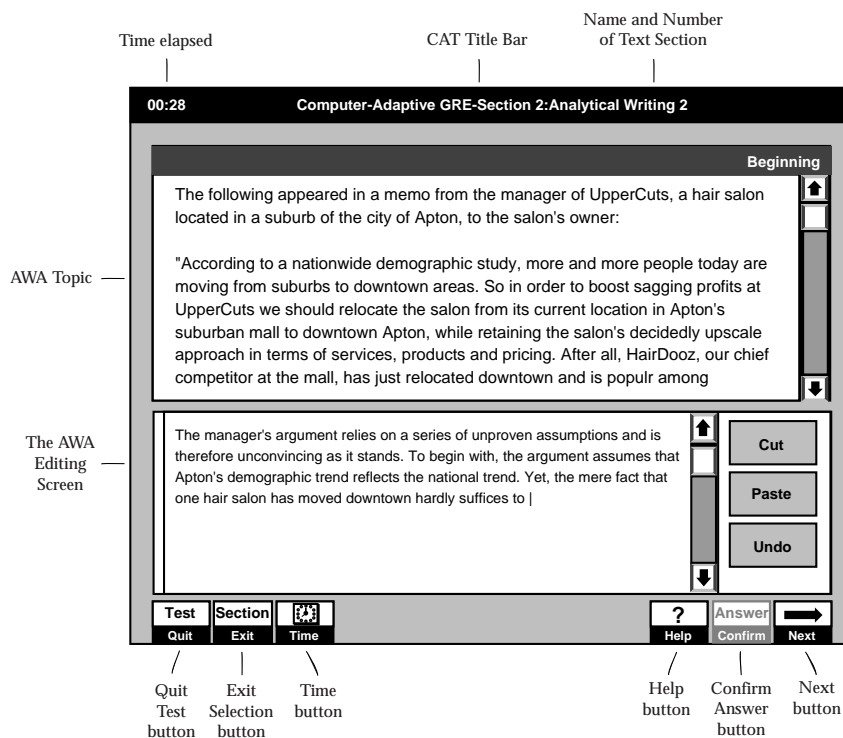 Name and Number
Time elapsed CAT Title Bar of Text Section
00:28 Computer-Adaptive GRE-Section 2:Analytical Writing 2
Beginning
The following appeared in a memo from the manager of UpperCuts, a hair salon
located in a suburb of the city of Apton, to the salon's owner:
"According to a nationwide demographic study, more and more people today are
moving from suburbs to downtown areas. So in order to boost sagging profits at
UpperCuts we should relocate the salon from its current location in Apton's
suburban mall to downtown Apton, while retaining the salon's decidedly upscale
approach in terms of services, products and pricing. After all, HairDooz, our chief
competitor at the mall, has just relocated downtown and is populr among
AWA Topic
The AWA
Editing
Screen
The manager's argument relies on a series of unproven assumptions and is
therefore unconvincing as it stands. To begin with, the argument assumes that
Apton's demographic trend reflects the national trend. Yet, the mere fact that
one hair salon has moved downtown hardly suffices to |
Cut
Paste
Undo
Test Section ? Answer
Quit Exit Time Help Confirm Next
Quit
Test
button
Exit
Selection
button
Time
button
Help
button
Confirm
Answer
button
Next
button